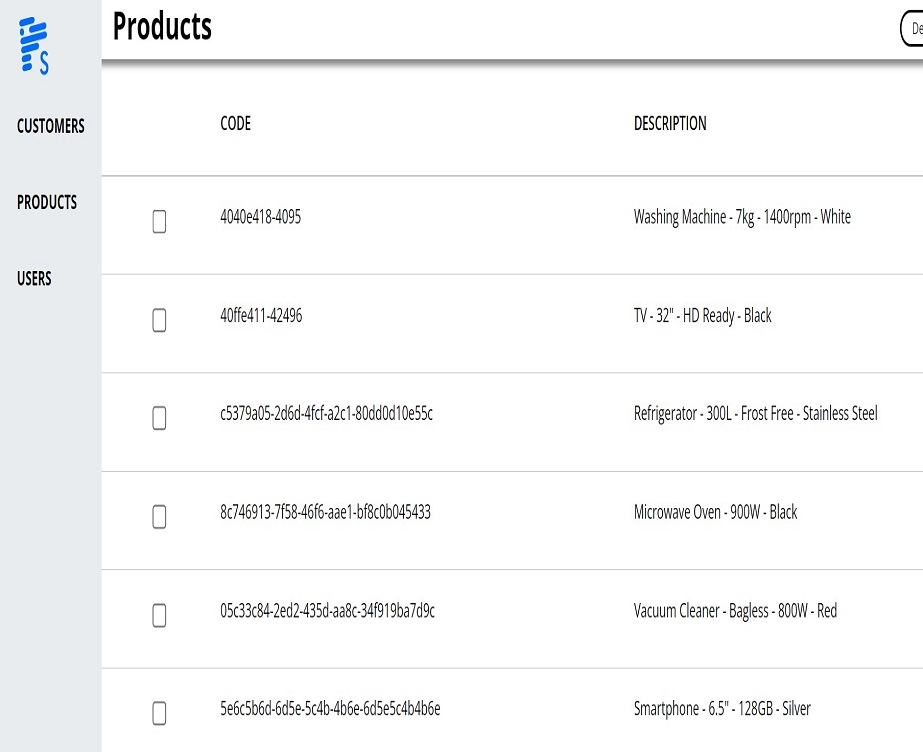 Products
De
S
CUSTOMERS
PRODUCTS
USERS
CODE DESCRIPTION
4040e418-4095 Washing Machine - 7kg - 1400rpm - White
40ffe411-42496 TV - 32" - HD Ready - Black
c5379a05-2d6d-4fcf-a2c1-80dd0d10e55c Refrigerator - 300L - Frost Free - Stainless Steel
8c746913-7f58-46f6-aae1-bf8c0b045433 Microwave Oven - 900W - Black
05c33c84-2ed2-435d-aa8c-34f919ba7d9c Vacuum Cleaner - Bagless - 800W - Red
5e6c5b6d-6d5e-5c4b-4b6e-6d5e5c4b4b6e Smartphone - 6.5" - 128GB - Silver